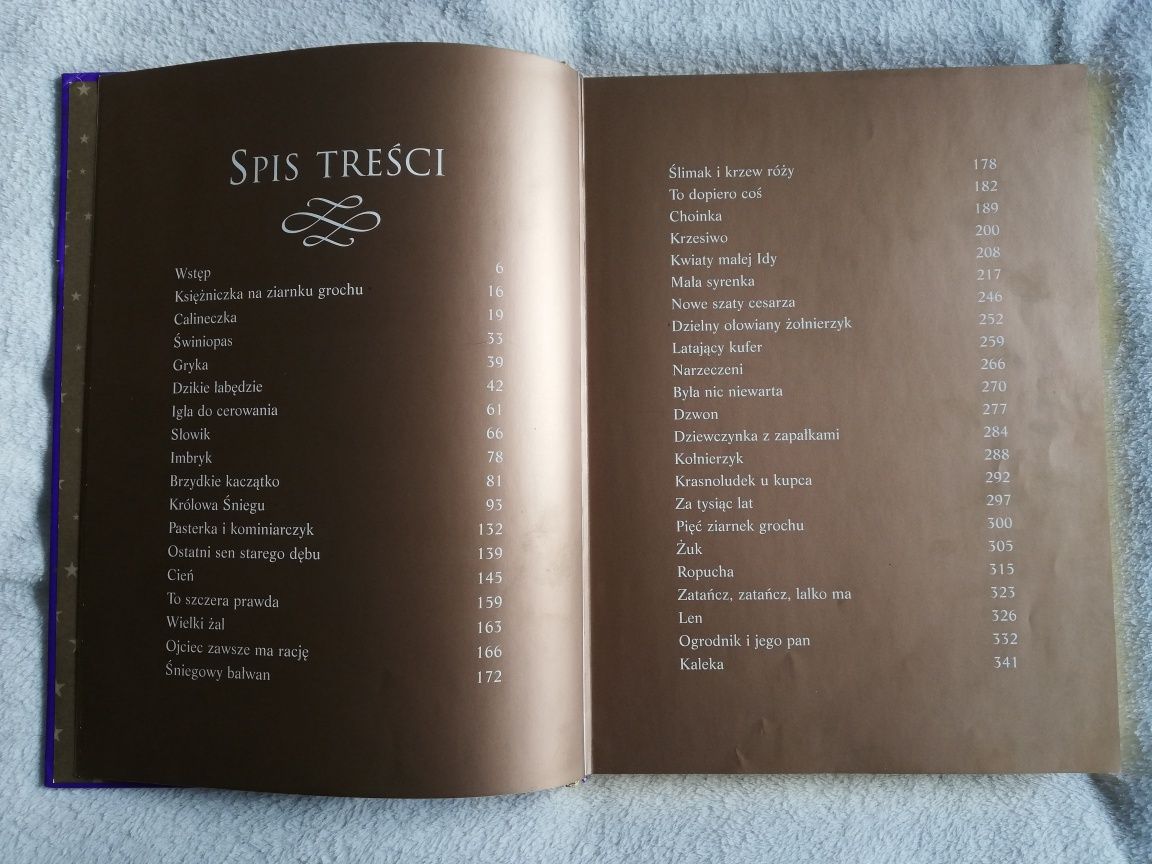 SPIS TREŚCI
Wstęp 6
Księżniczka na ziarnku grochu 16
Calineczka 19
Świniopas 33
Gryka 39
Dzikie łabędzie 42
Igła do cerowania 61
Słowik 66
Imbryk 78
Brzydkie kaczątko 81
Królowa Śniegu 93
Pasterka i kominiarczyk 132
Ostatni sen starego dębu 139
Cień 145
To szczera prawda 159
Wielki żal 163
Ojciec zawsze ma rację 166
Śniegowy bałwan 172
Ślimak i krzew róży 178
To dopiero coś 182
Choinka 189
Krzesiwo 200
Kwiaty małej Idy 208
Mała syrenka 217
Nowe szaty cesarza 246
Dzielny ołowiany żołnierzyk 252
Latający kufer 259
Narzeczeni 266
Była nic niewarta 270
Dzwon 277
Dziewczynka z zapałkami 284
Kołnierzyk 288
Krasnoludek u kupca 292
Za tysiąc lat 297
Pięć ziarnek grochu 300
Żuk 305
Ropucha 315
Zatańcz, zatańcz, lalko ma 323
Len 326
Ogrodnik i jego pan 332
Kaleka 341